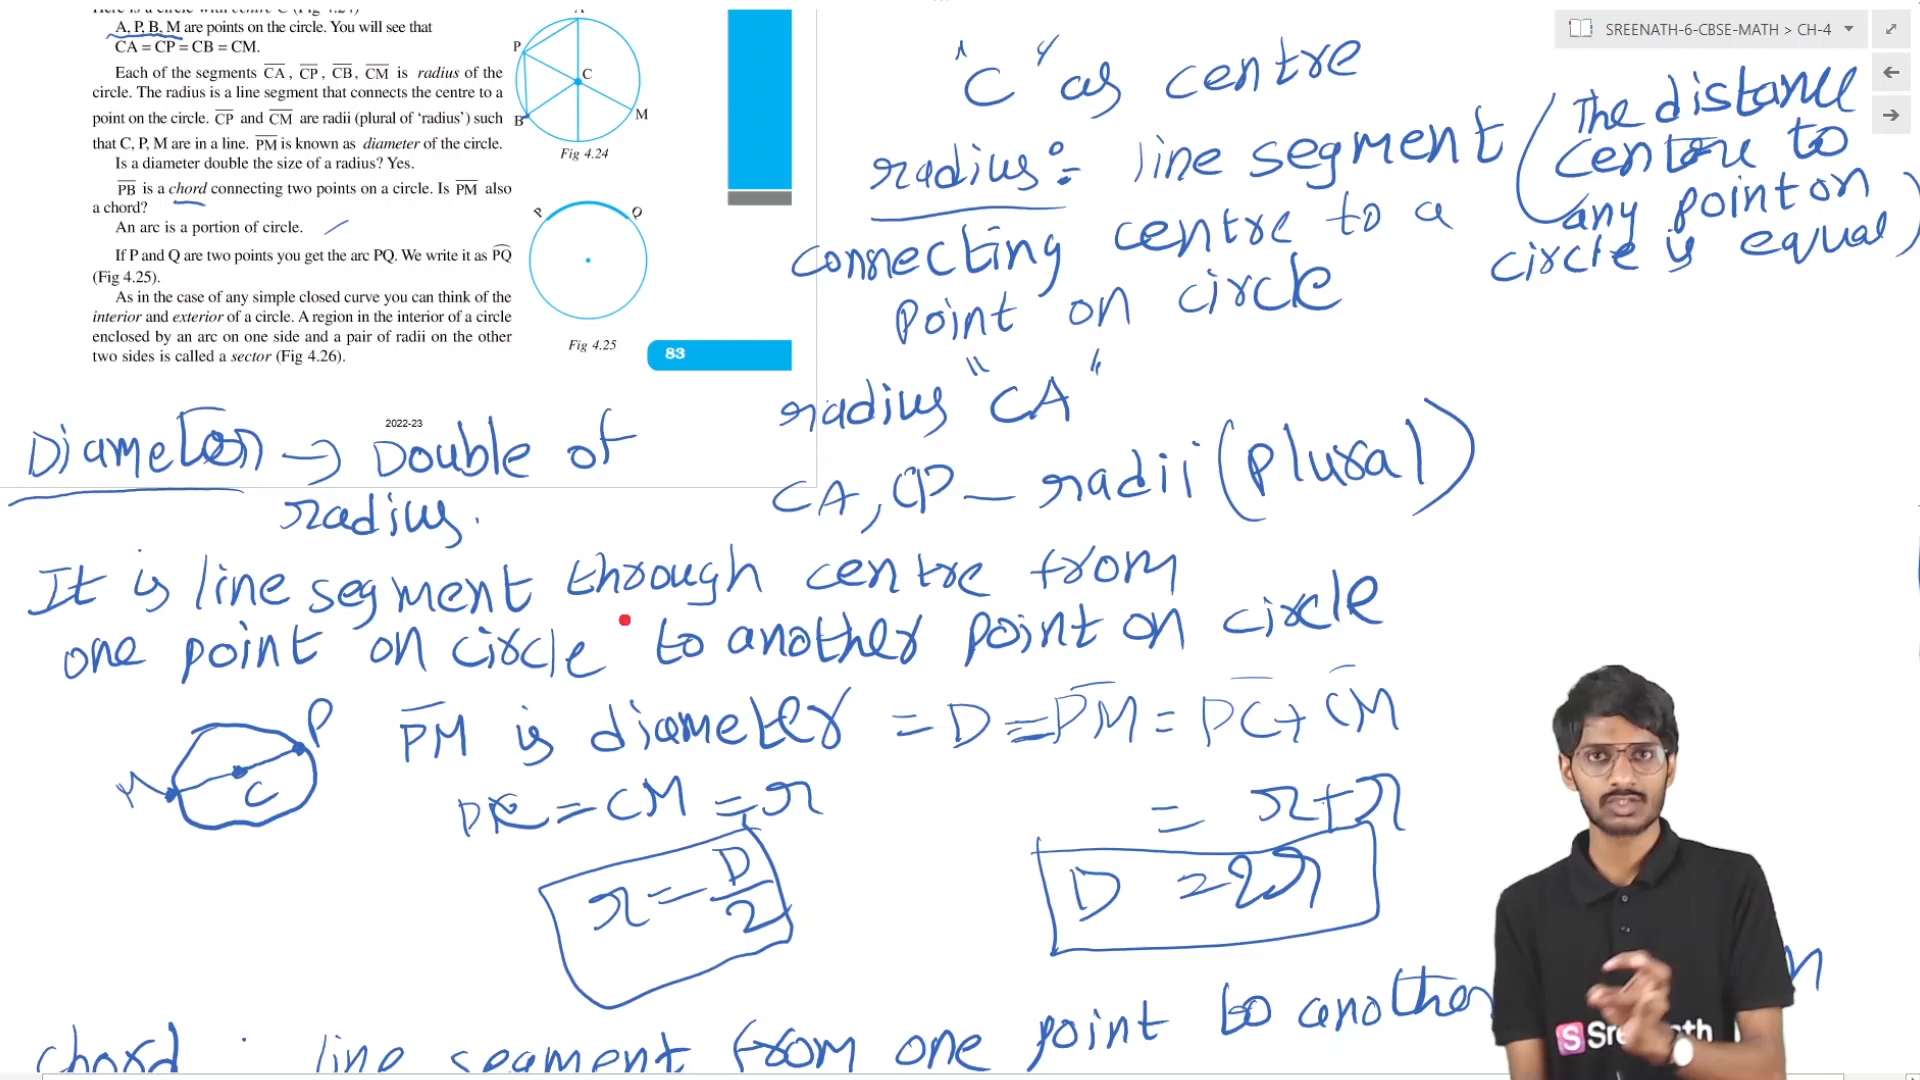 A, P, B, M are points on the circle. You will see that
CA = CP = CB = CM.
Each of the segments CA, CP, CB, CM is radius of the
circle. The radius is a line segment that connects the centre to a
point on the circle. CP and CM are radii (plural of 'radius') such
that C, P, M are in a line. PM is known as diameter of the circle.
Is a diameter double the size of a radius? Yes.
PB is a chord connecting two points on a circle. Is PM also
a chord?
An arc is a portion of circle.
If P and Q are two points you get the arc PQ. We write it as PQ
(Fig 4.25).
As in the case of any simple closed curve you can think of the
interior and exterior of a circle. A region in the interior of a circle
enclosed by an arc on one side and a pair of radii on the other
two sides is called a sector (Fig 4.26).
P
C
B
M
Fig 4.24
P
Q
Fig 4.25
83
2022-23
SREENATH-6-CBSE-MATH > CH-4
"C" as centre
radius: line segment
connecting centre to a
point on circle
(The distance
centre to
any point on
circle is equal)
radius "CA"
CA, CP - radii (plural)
Diameter → Double of
radius.
It is line segment through centre from
one point on circle to another point on circle
P
M
C
PM is diameter = D = PM = PC + CM
PC = CM = r
= r + r
r = D/2
D = 2r
chord : line segment from one point to another